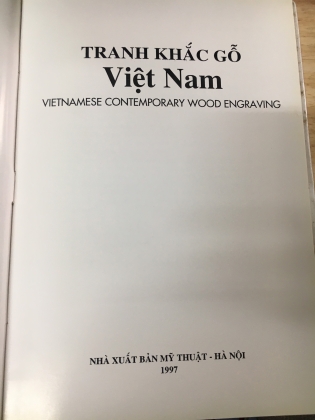 TRANH KHẮC GỖ
Việt Nam
VIETNAMESE CONTEMPORARY WOOD ENGRAVING
NHÀ XUẤT BẢN MỸ THUẬT - HÀ NỘI
1997